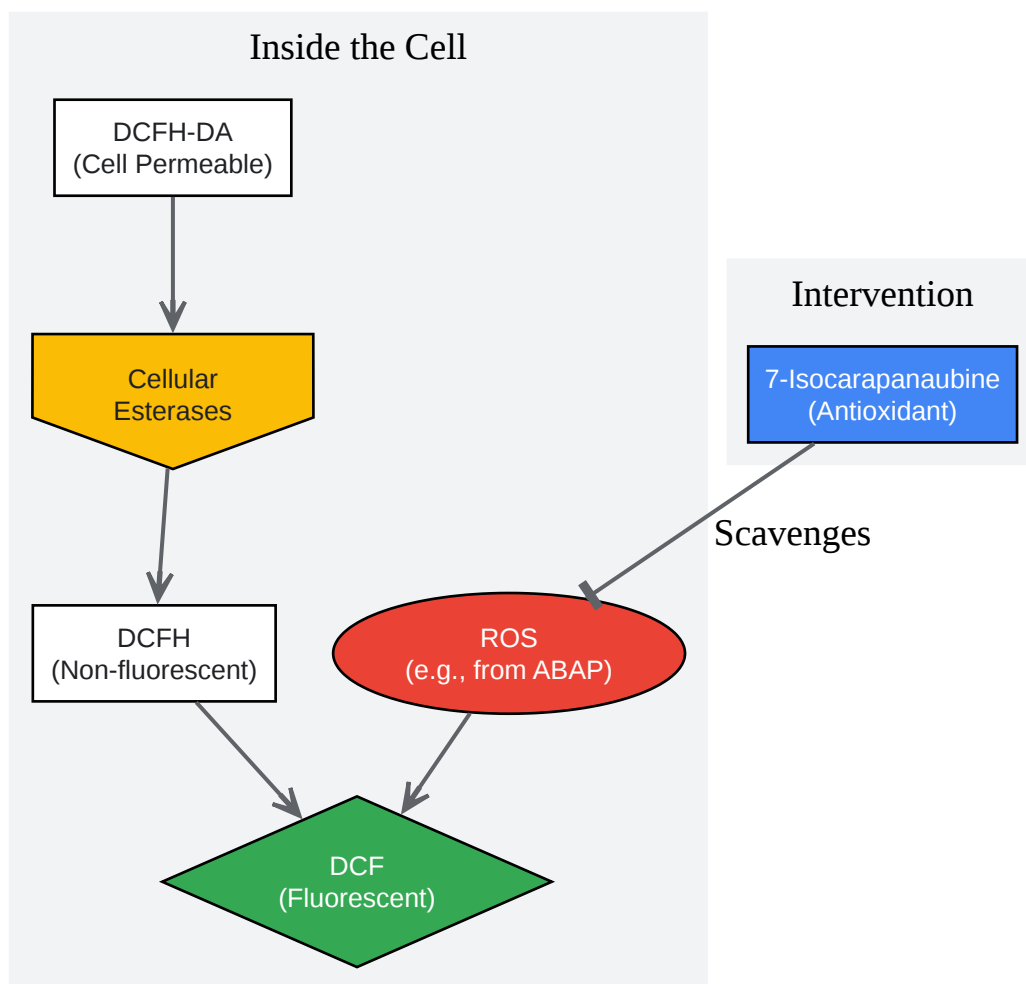 Inside the Cell
DCFH-DA
(Cell Permeable)
Cellular
Esterases
DCFH
(Non-fluorescent)
ROS
(e.g., from ABAP)
DCF
(Fluorescent)
Intervention
7-Isocarapanaubine
(Antioxidant)
Scavenges